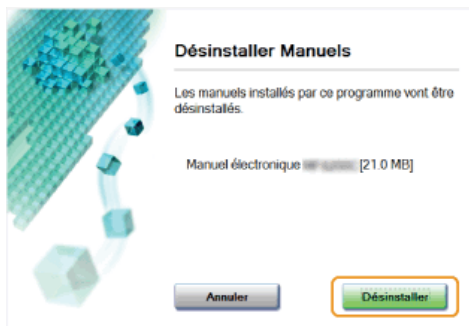 Désinstaller Manuels
Les manuels installés par ce programme vont être
désinstallés.
Manuel électronique [21.0 MB]
Annuler
Désinstaller